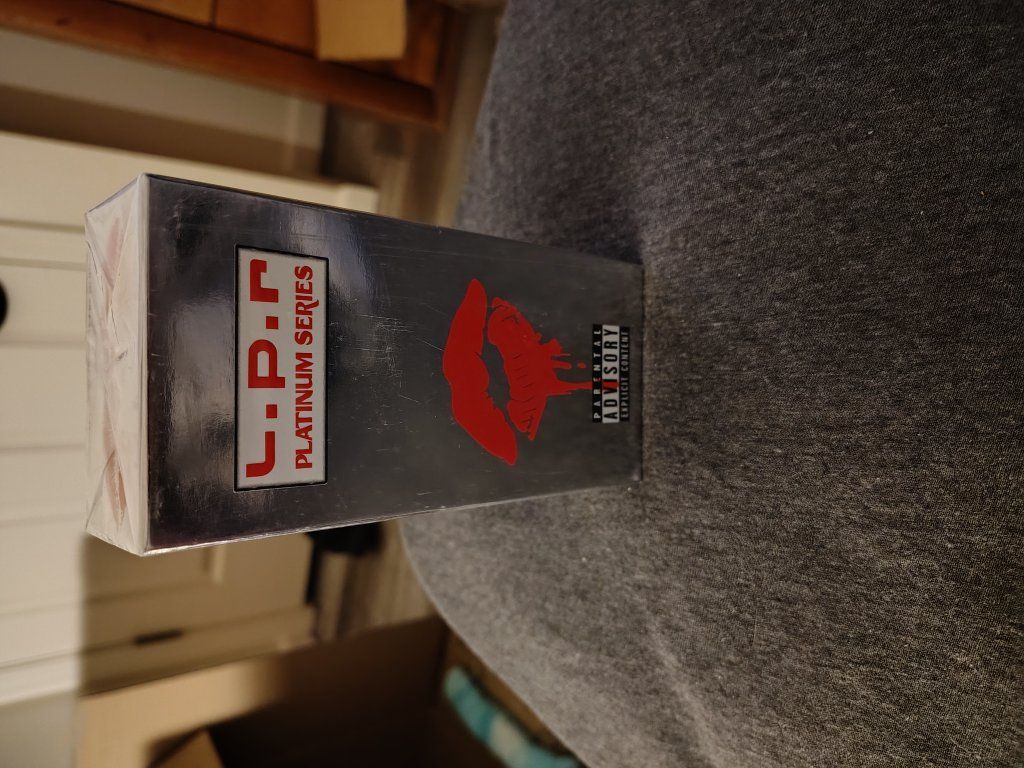 L.P.r
PLATINUM SERIES
PARENTAL
ADVISORY
EXPLICIT CONTENT